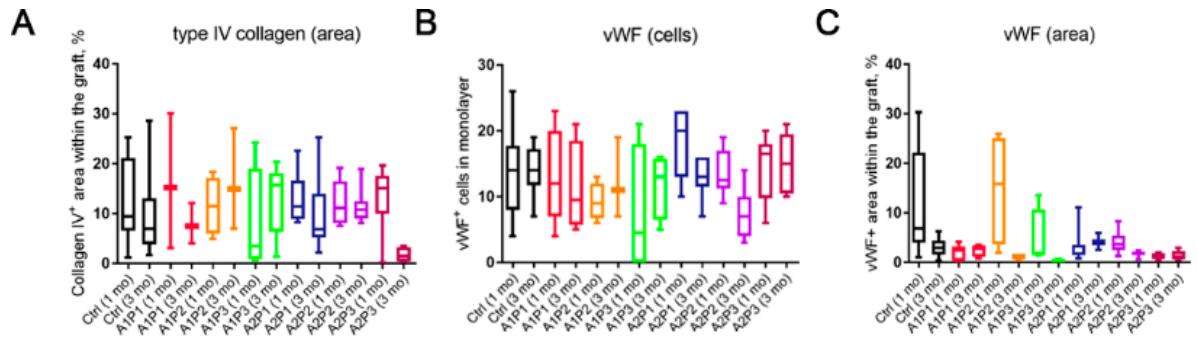 A
type IV collagen (area)
Collagen IV⁺ area within the graft, %
40
30
20
10
0
Ctrl (1 mo)
Ctrl (3 mo)
A1P1 (1 mo)
A1P1 (3 mo)
A1P2 (1 mo)
A1P2 (3 mo)
A1P3 (1 mo)
A1P3 (3 mo)
A2P1 (1 mo)
A2P1 (3 mo)
A2P2 (1 mo)
A2P2 (3 mo)
A2P3 (1 mo)
A2P3 (3 mo)
B
vWF (cells)
vWF⁺ cells in monolayer
30
20
10
0
Ctrl (1 mo)
Ctrl (3 mo)
A1P1 (1 mo)
A1P1 (3 mo)
A1P2 (1 mo)
A1P2 (3 mo)
A1P3 (1 mo)
A1P3 (3 mo)
A2P1 (1 mo)
A2P1 (3 mo)
A2P2 (1 mo)
A2P2 (3 mo)
A2P3 (1 mo)
A2P3 (3 mo)
C
vWF (area)
vWF+ area within the graft, %
40
30
20
10
0
Ctrl (1 mo)
Ctrl (3 mo)
A1P1 (1 mo)
A1P1 (3 mo)
A1P2 (1 mo)
A1P2 (3 mo)
A1P3 (1 mo)
A1P3 (3 mo)
A2P1 (1 mo)
A2P1 (3 mo)
A2P2 (1 mo)
A2P2 (3 mo)
A2P3 (1 mo)
A2P3 (3 mo)